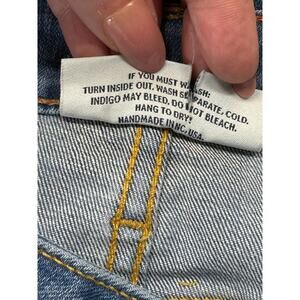 IF YOU MUST WASH:
TURN INSIDE OUT. WASH SEPARATE, COLD.
INDIGO MAY BLEED. DO NOT BLEACH.
HANG TO DRY.
HANDMADE IN NC, USA.